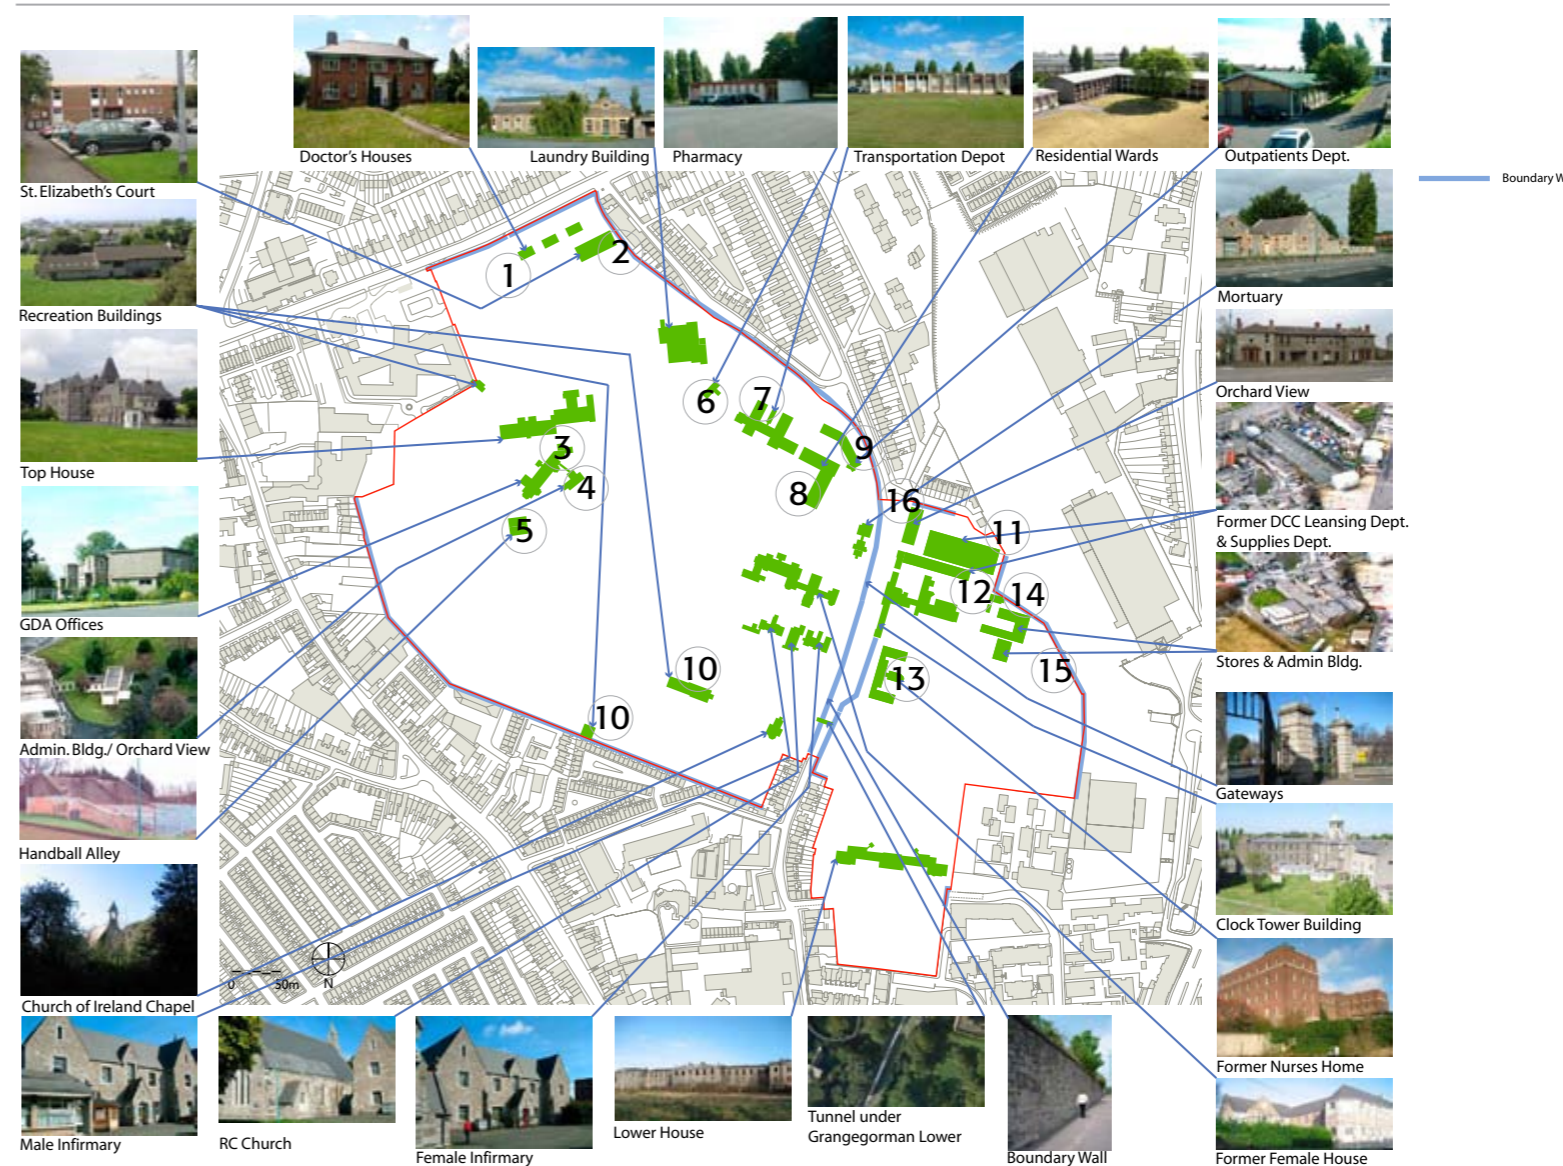 Doctor's Houses
Laundry Building
Pharmacy
Transportation Depot
Residential Wards
Outpatients Dept.
St. Elizabeth's Court
Boundary W
Recreation Buildings
Mortuary
Top House
Orchard View
GDA Offices
Former DCC Leansing Dept.
& Supplies Dept.
Admin. Bldg./ Orchard View
Stores & Admin Bldg.
Handball Alley
Gateways
Church of Ireland Chapel
Clock Tower Building
Male Infirmary
RC Church
Female Infirmary
Lower House
Tunnel under
Grangegorman Lower
Boundary Wall
Former Nurses Home
Former Female House
1
2
3
4
5
6
7
8
9
10
10
11
12
13
14
15
16
0 50m
N